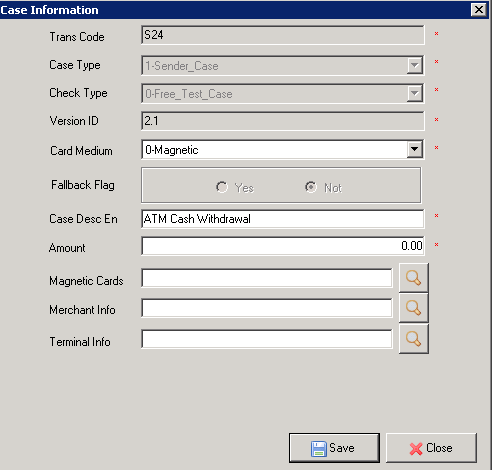 Case Information
Trans Code S24 *
Case Type 1-Sender_Case *
Check Type 0-Free_Test_Case *
Version ID 2.1 *
Card Medium 0-Magnetic *
Fallback Flag Yes Not
Case Desc En ATM Cash Withdrawal *
Amount 0.00 *
Magnetic Cards
Merchant Info
Terminal Info
Save Close